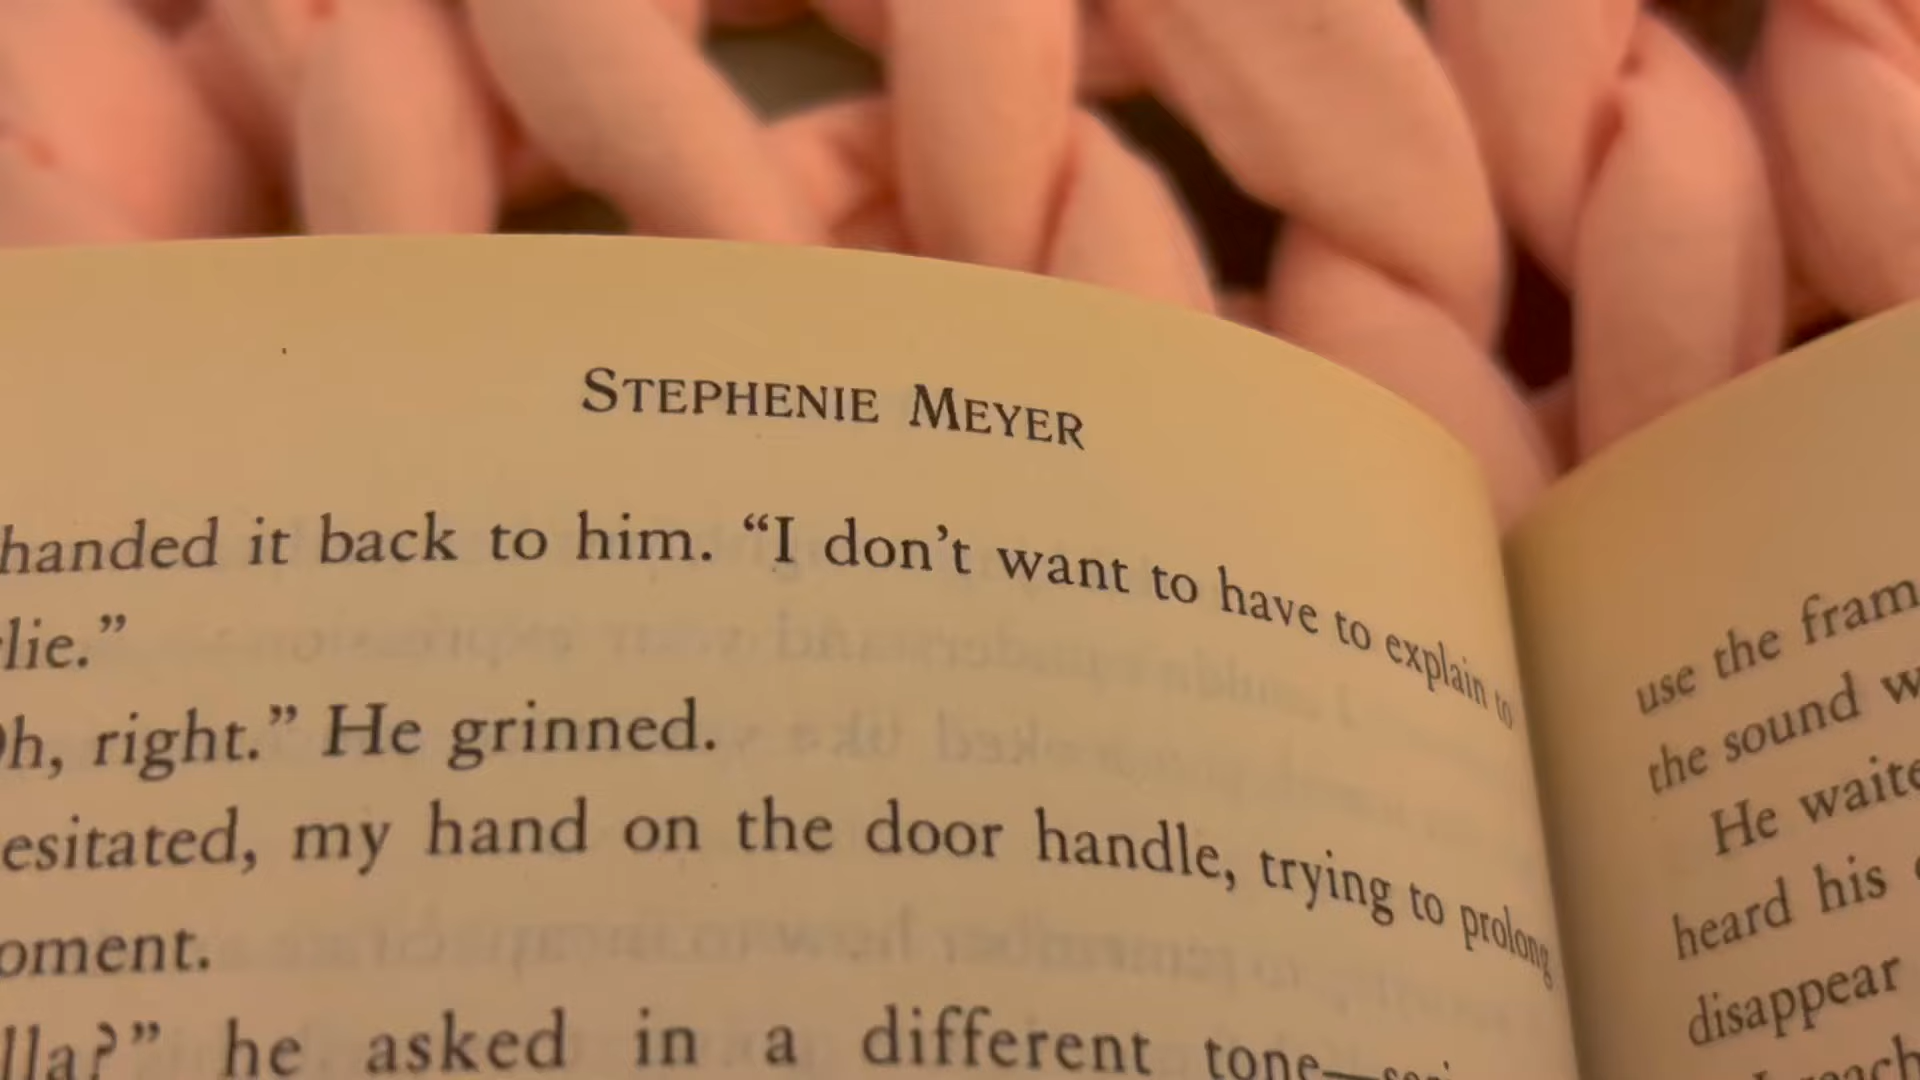 STEPHENIE MEYER
handed it back to him. “I don’t want to have to explain to
lie.”
h, right.” He grinned.
esitated, my hand on the door handle, trying to prolong
oment.
lla?” he asked in a different tone—
use the fram
the sound w
He waite
heard his
disappear